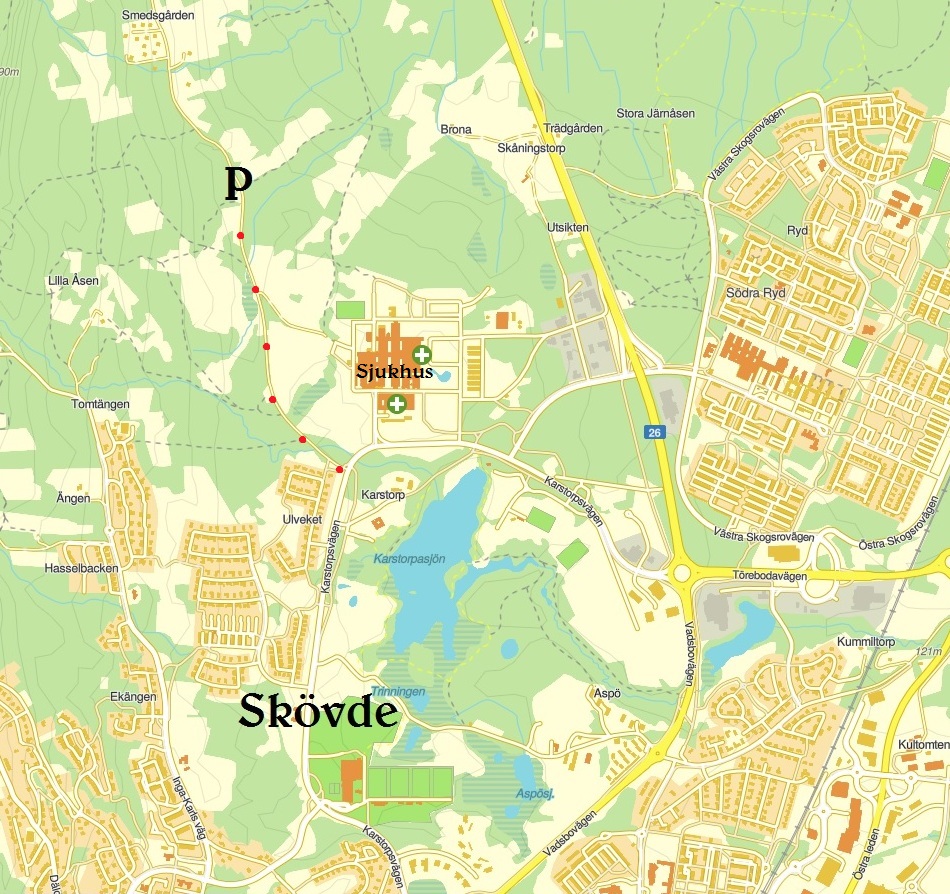 Smedsgården
90m
Brona
Trädgården
Skåningstorp
Stora Järnåsen
Västra Skogsrovägen
P
Utsikten
Ryd
Lilla Åsen
Södra Ryd
Sjukhus
Tomtängen
26
Ängen
Karstorp
Karstorpsvägen
Ulveket
Västra Skogsrovägen
Östra Skogsrovägen
Karstorpsvägen
Karstorpasjön
Hasselbacken
Törebodavägen
Vadsbovägen
Kummltorp
121m
Ekängen
Trinningen
Aspö
Skövde
Kultomten
Inga-Karls väg
Aspösj.
Vadsbovägen
Karstorpsvägen
Östra leden